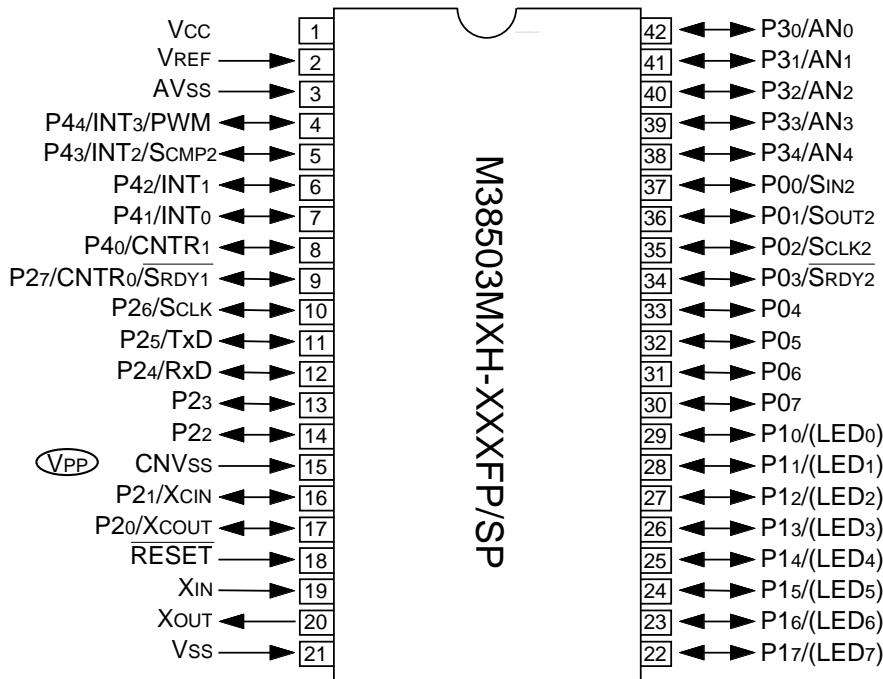 VCC 1 42 P30/AN0
VREF 2 41 P31/AN1
AVSS 3 40 P32/AN2
P44/INT3/PWM 4 39 P33/AN3
P43/INT2/SCMP2 5 38 P34/AN4
P42/INT1 6 37 P00/SIN2
P41/INT0 7 36 P01/SOUT2
P40/CNTR1 8 35 P02/SCLK2
P27/CNTR0/SRDY1 9 34 P03/SRDY2
P26/SCLK 10 33 P04
P25/TxD 11 32 P05
P24/RxD 12 31 P06
P23 13 30 P07
P22 14 29 P10/(LED0)
VPP CNVSS 15 28 P11/(LED1)
P21/XCIN 16 27 P12/(LED2)
P20/XCOUT 17 26 P13/(LED3)
RESET 18 25 P14/(LED4)
XIN 19 24 P15/(LED5)
XOUT 20 23 P16/(LED6)
VSS 21 22 P17/(LED7)
M38503MXH-XXXFP/SP